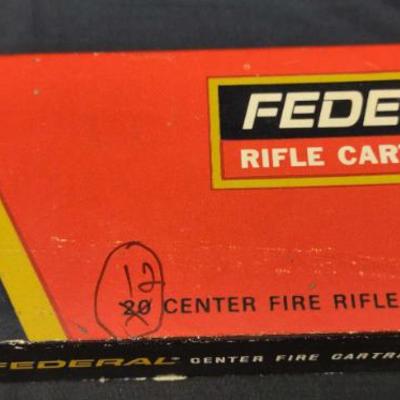 FEDE
RIFLE CART
12
20 CENTER FIRE RIFLE
FEDERAL CENTER FIRE CARTR